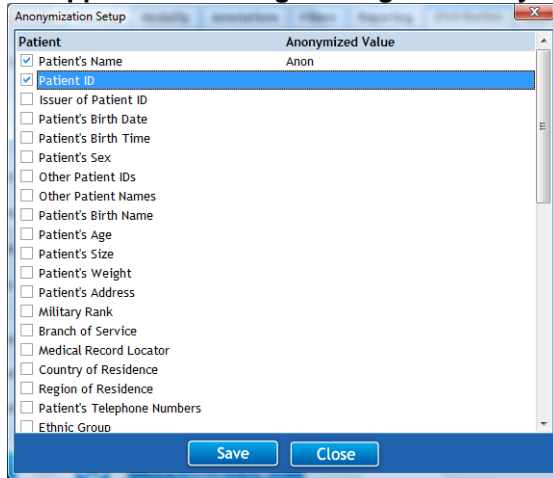 Anonymization Setup
Patient Anonymized Value
Patient's Name Anon
Patient ID
Issuer of Patient ID
Patient's Birth Date
Patient's Birth Time
Patient's Sex
Other Patient IDs
Other Patient Names
Patient's Birth Name
Patient's Age
Patient's Size
Patient's Weight
Patient's Address
Military Rank
Branch of Service
Medical Record Locator
Country of Residence
Region of Residence
Patient's Telephone Numbers
Ethnic Group
Save Close